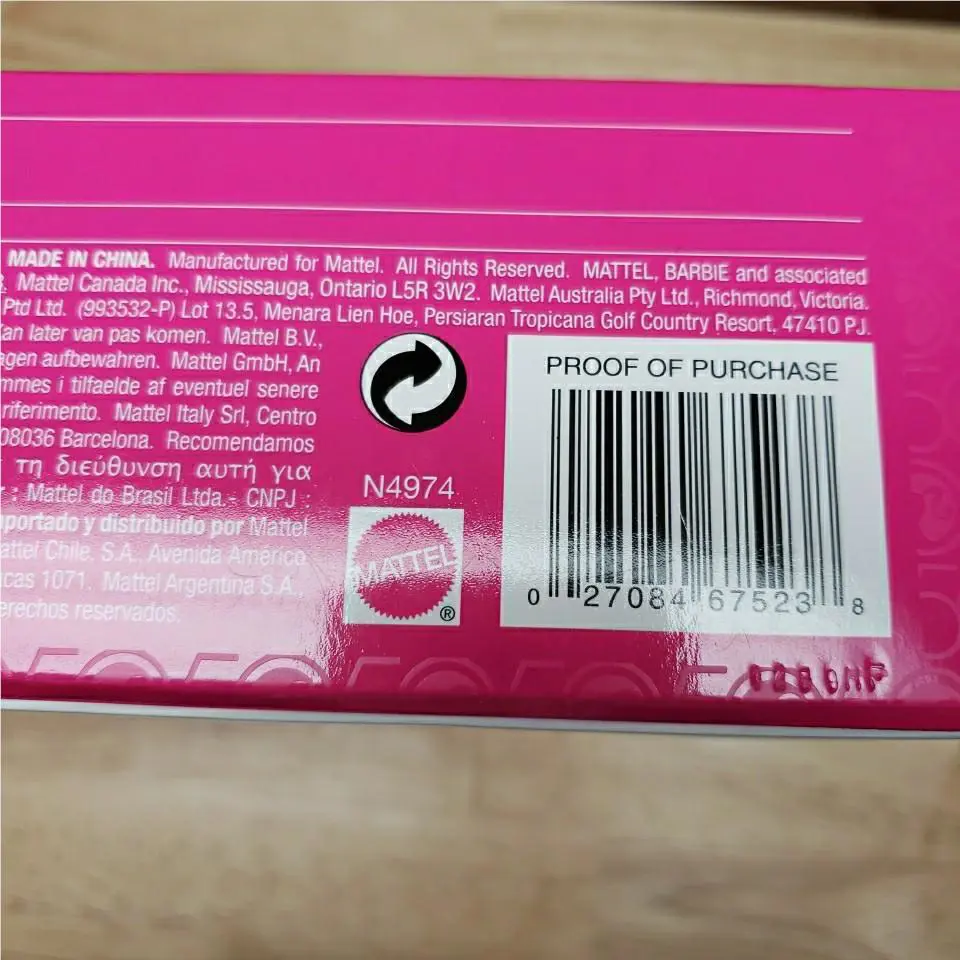 MADE IN CHINA. Manufactured for Mattel. All Rights Reserved. MATTEL, BARBIE and associated
Mattel Canada Inc., Mississauga, Ontario L5R 3W2. Mattel Australia Pty Ltd., Richmond, Victoria.
Ptd Ltd. (993532-P) Lot 13.5, Menara Lien Hoe, Persiaran Tropicana Golf Country Resort, 47410 PJ.
an later van pas komen. Mattel B.V.,
agen aufbewahren. Mattel GmbH, An
mmes i tilfaelde af eventuel senere
riferimento. Mattel Italy Srl, Centro
08036 Barcelona. Recomendamos
τη διεύθυνση αυτή για
r : Mattel do Brasil Ltda.- CNPJ :
mportado y distribuido por Mattel
attel Chile, S.A. Avenida Américo
cas 1071. Mattel Argentina S.A.,
erechos reservados.
N4974
MATTEL
®
PROOF OF PURCHASE
0 27084 67523 8